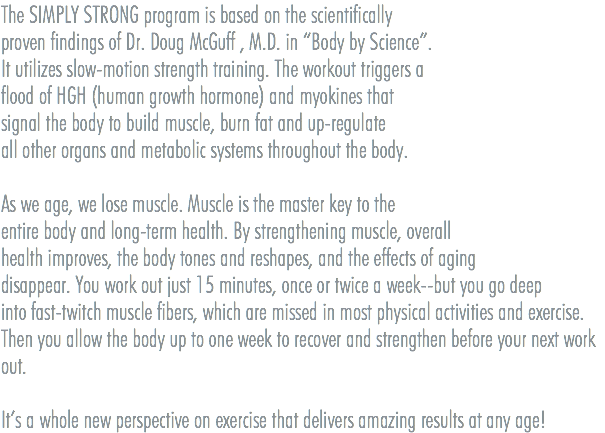 The SIMPLY STRONG program is based on the scientifically
proven findings of Dr. Doug McGuff , M.D. in “Body by Science”.
It utilizes slow-motion strength training. The workout triggers a
flood of HGH (human growth hormone) and myokines that
signal the body to build muscle, burn fat and up-regulate
all other organs and metabolic systems throughout the body.

As we age, we lose muscle. Muscle is the master key to the
entire body and long-term health. By strengthening muscle, overall
health improves, the body tones and reshapes, and the effects of aging
disappear. You work out just 15 minutes, once or twice a week--but you go deep
into fast-twitch muscle fibers, which are missed in most physical activities and exercise.
Then you allow the body up to one week to recover and strengthen before your next work
out.

It’s a whole new perspective on exercise that delivers amazing results at any age!